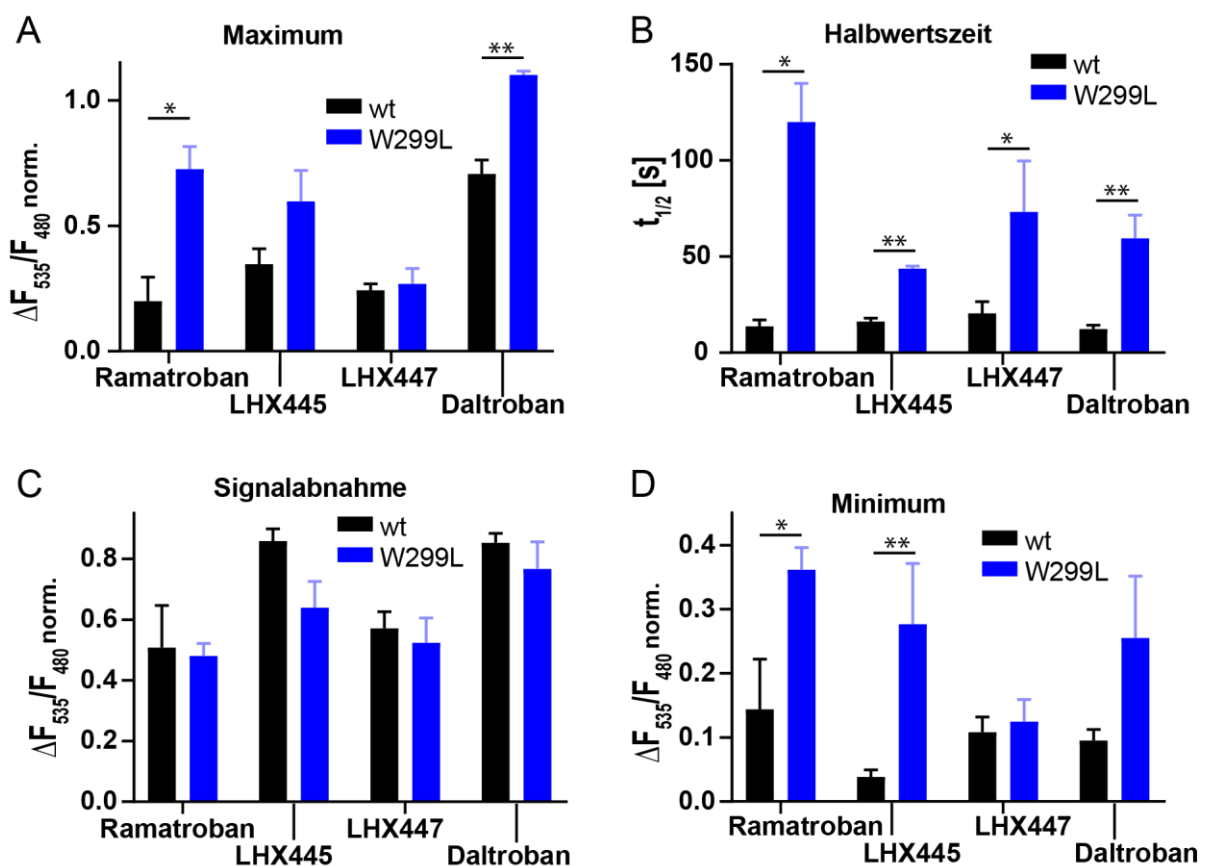 A
Maximum
ΔF535/F480 norm.
1.0
0.5
0.0
*
**
wt
W299L
Ramatroban
LHX447
LHX445
Daltroban
B
Halbwertszeit
t1/2 [s]
150
100
50
0
*
**
*
**
wt
W299L
Ramatroban
LHX447
LHX445
Daltroban
C
Signalabnahme
ΔF535/F480 norm.
0.8
0.6
0.4
0.2
0.0
wt
W299L
Ramatroban
LHX447
LHX445
Daltroban
D
Minimum
ΔF535/F480 norm.
0.4
0.3
0.2
0.1
0.0
*
**
wt
W299L
Ramatroban
LHX447
LHX445
Daltroban